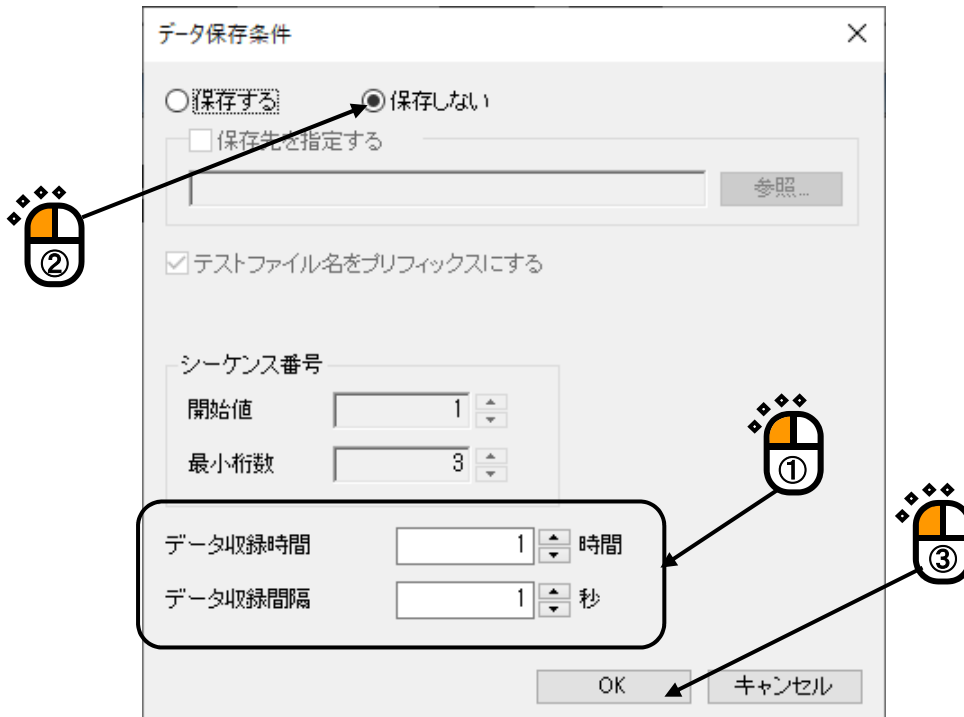 データ保存条件
保存する 保存しない
保存先を指定する
参照...
②
テストファイル名をプリフィックスにする
シーケンス番号
開始値 1
最小桁数 3
①
データ収録時間 1 時間
③
データ収録間隔 1 秒
OK キャンセル